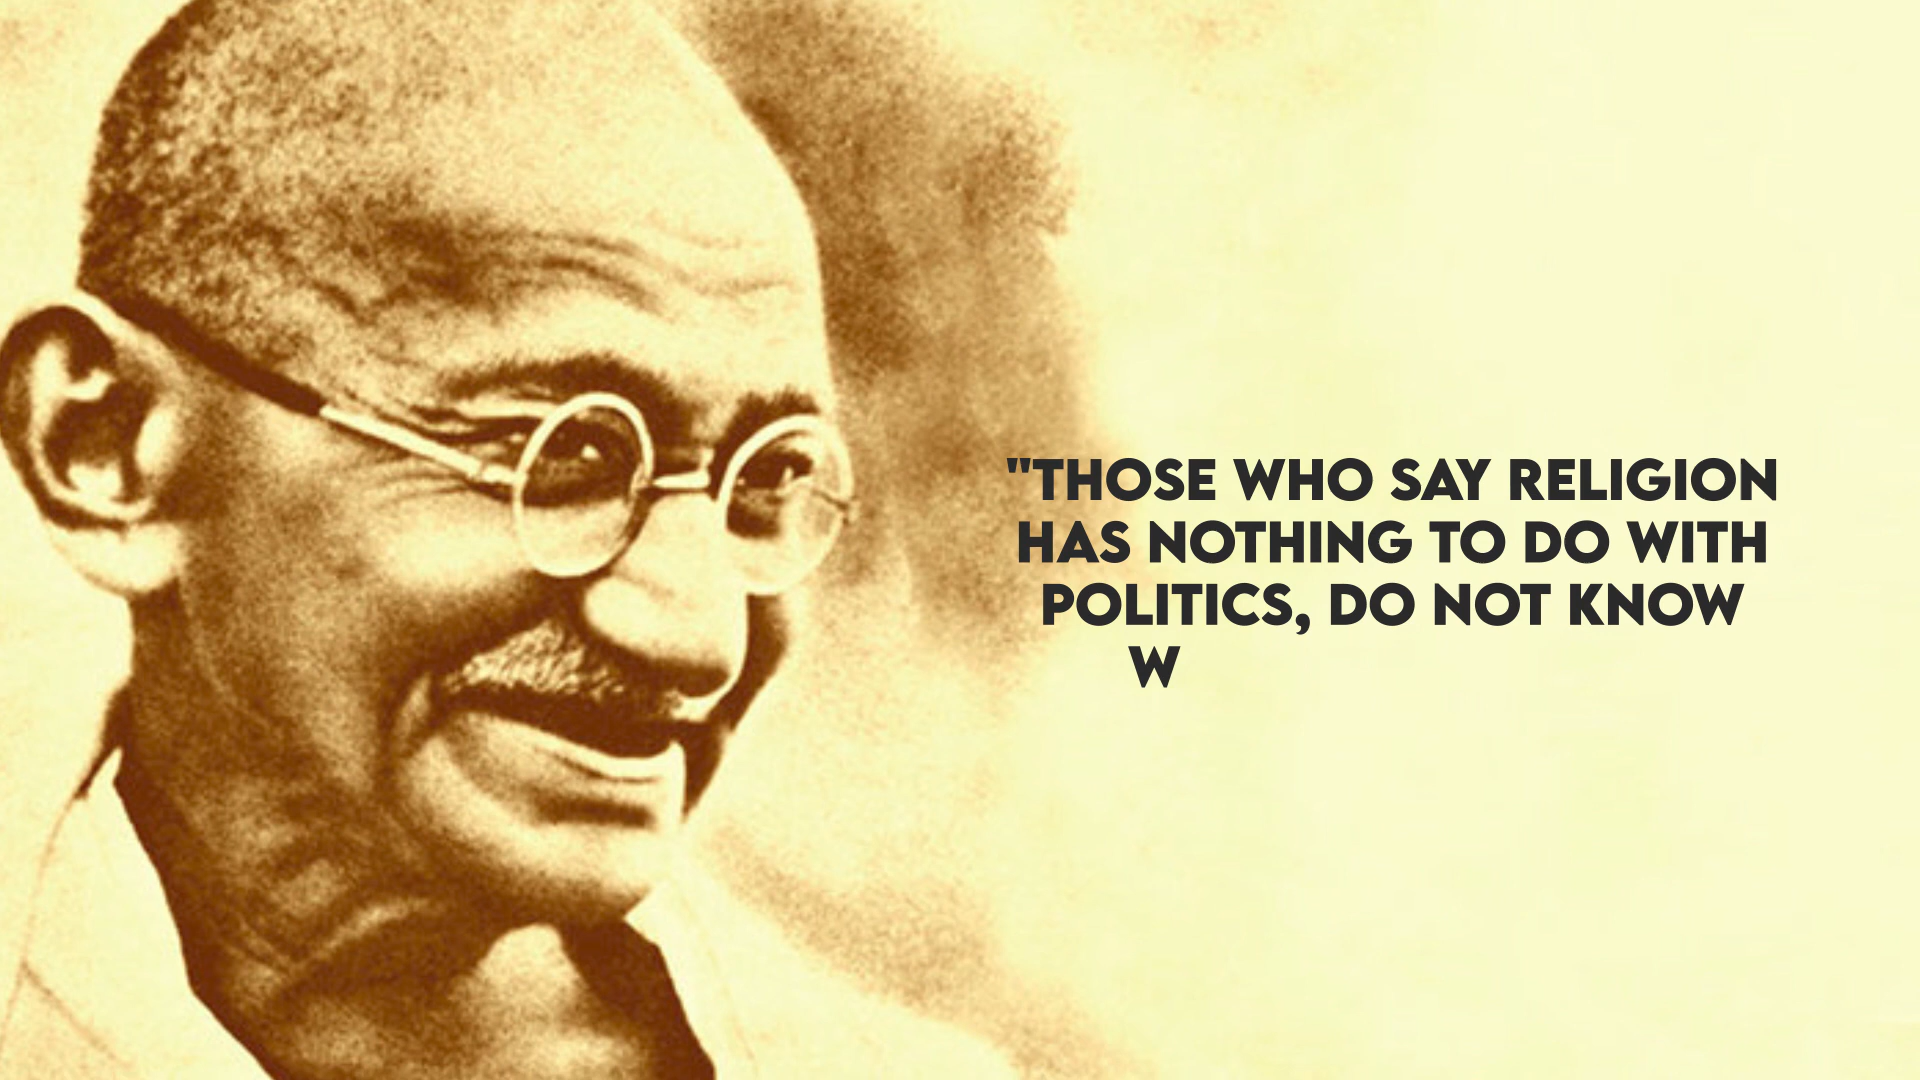 "THOSE WHO SAY RELIGION
HAS NOTHING TO DO WITH
POLITICS, DO NOT KNOW
W